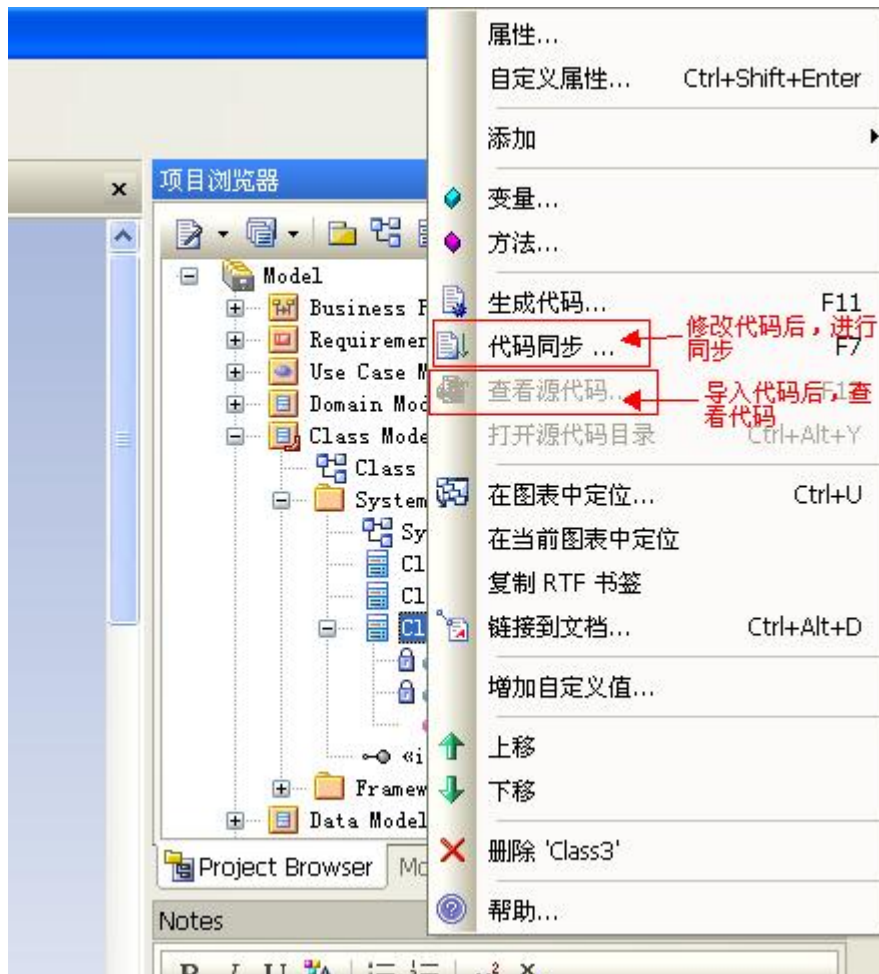 属性...
自定义属性... Ctrl+Shift+Enter
添加
项目浏览器
变量...
方法...
Model
生成代码... F11
Business
修改代码后，进行
同步
代码同步 ... F7
Use Case
查看源代码...
导入代码后，查
看代码
Domain Mod
打开源代码目录 Ctrl+Alt+Y
Class Mode
Class
System
在图表中定位... Ctrl+U
在当前图表中定位
复制 RTF 书签
链接到文档... Ctrl+Alt+D
增加自定义值...
上移
下移
Framew
Data Model
删除 'Class3'
Project Browser
帮助...
Notes